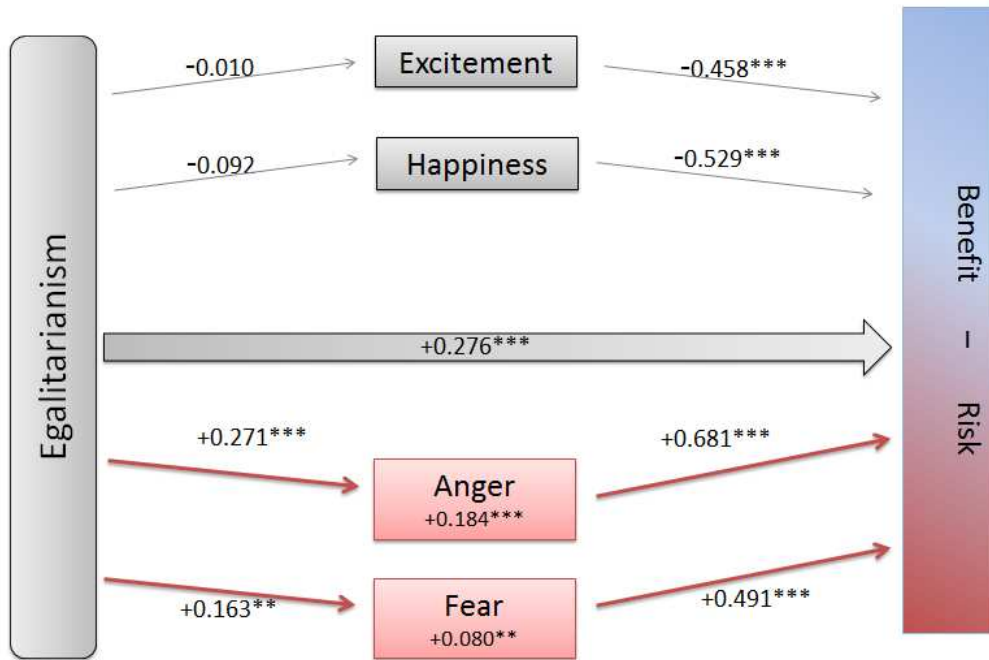 -0.010
Excitement
-0.458***
-0.092
Happiness
-0.529***
Egalitarianism
+0.276***
Benefit – Risk
+0.271***
Anger
+0.184***
+0.681***
+0.163**
Fear
+0.080**
+0.491***